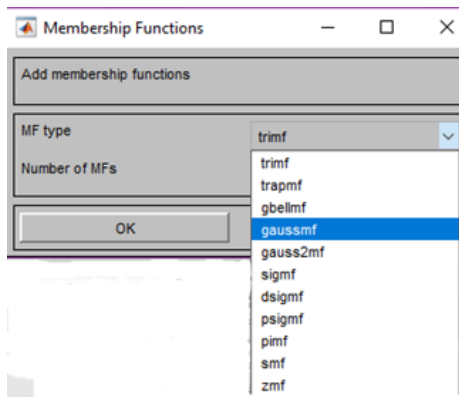 Membership Functions
Add membership functions
MF type
trimf
Number of MFs
trimf
trapmf
gbellmf
gaussmf
gauss2mf
sigmf
dsigmf
psigmf
pimf
smf
zmf
OK